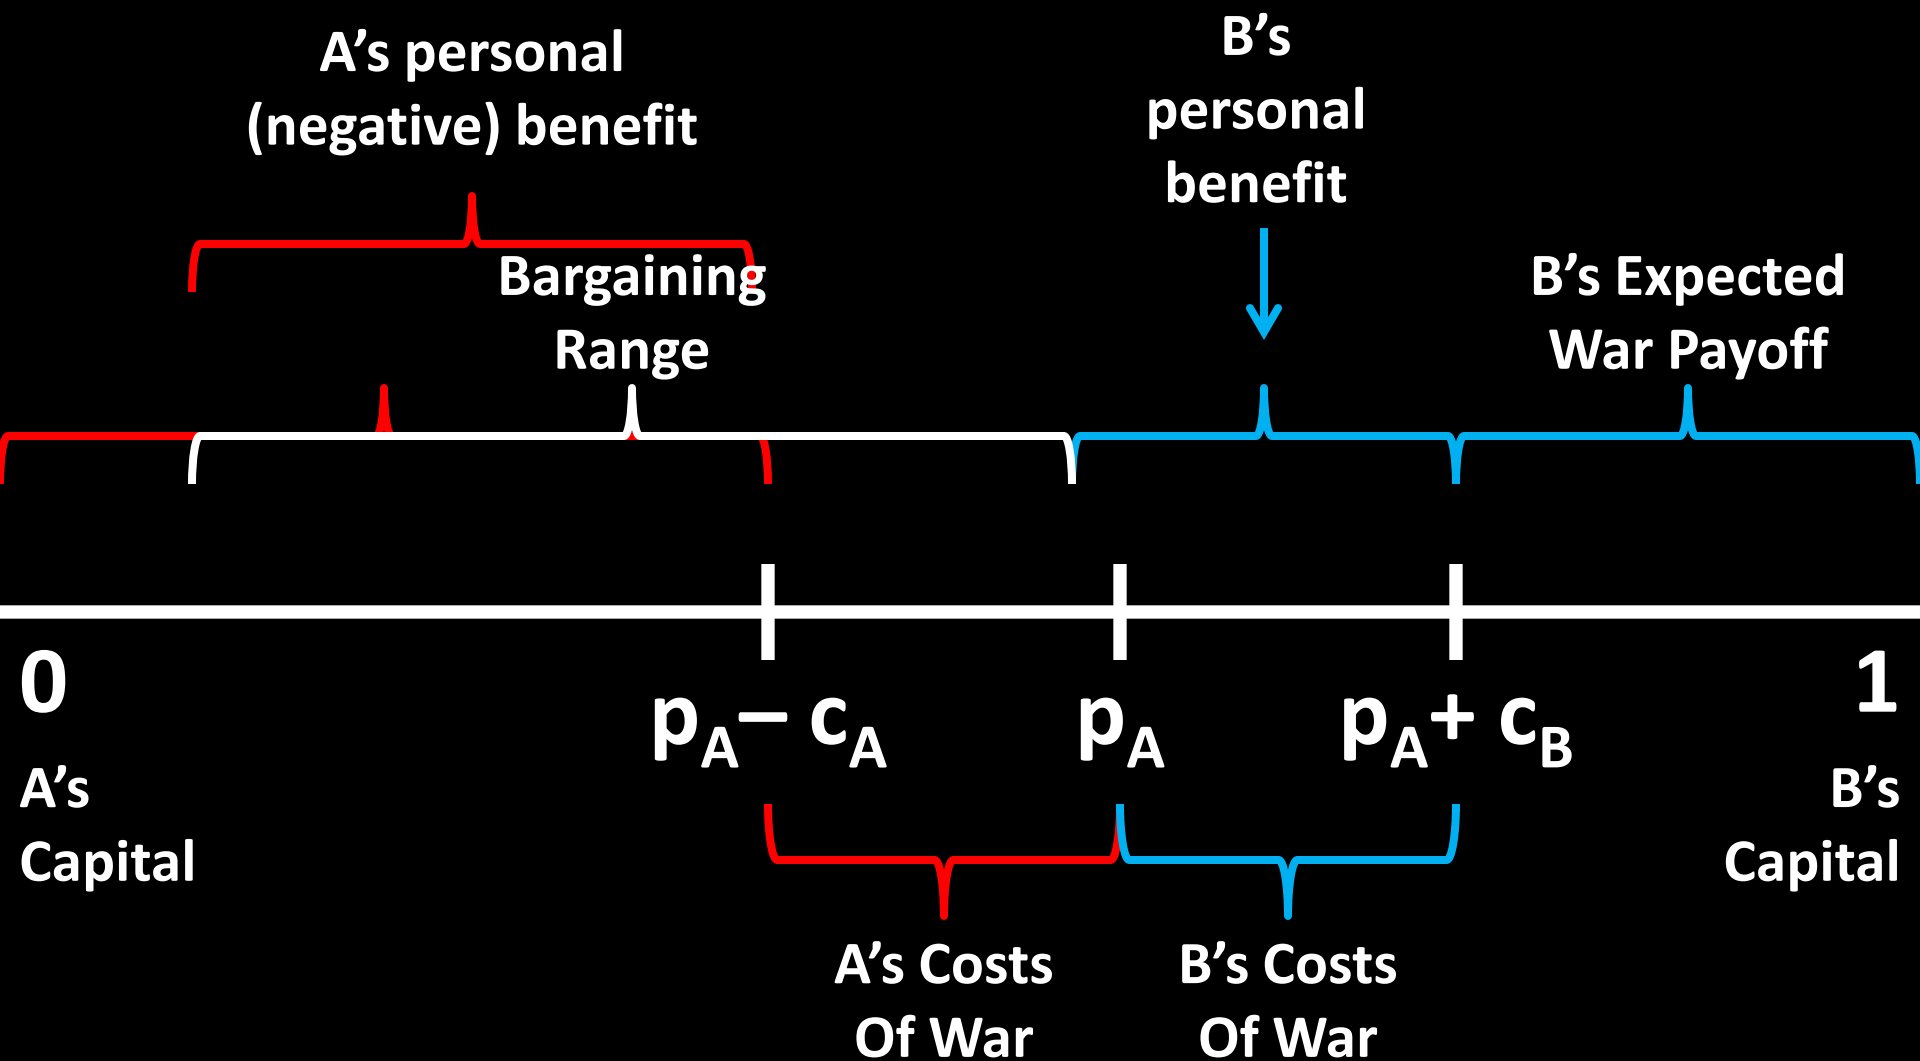 A’s personal
(negative) benefit
B’s
personal
benefit
Bargaining
Range
B’s Expected
War Payoff
0
1
pA– cA
pA
pA+ cB
A’s
Capital
B’s
Capital
A’s Costs
Of War
B’s Costs
Of War